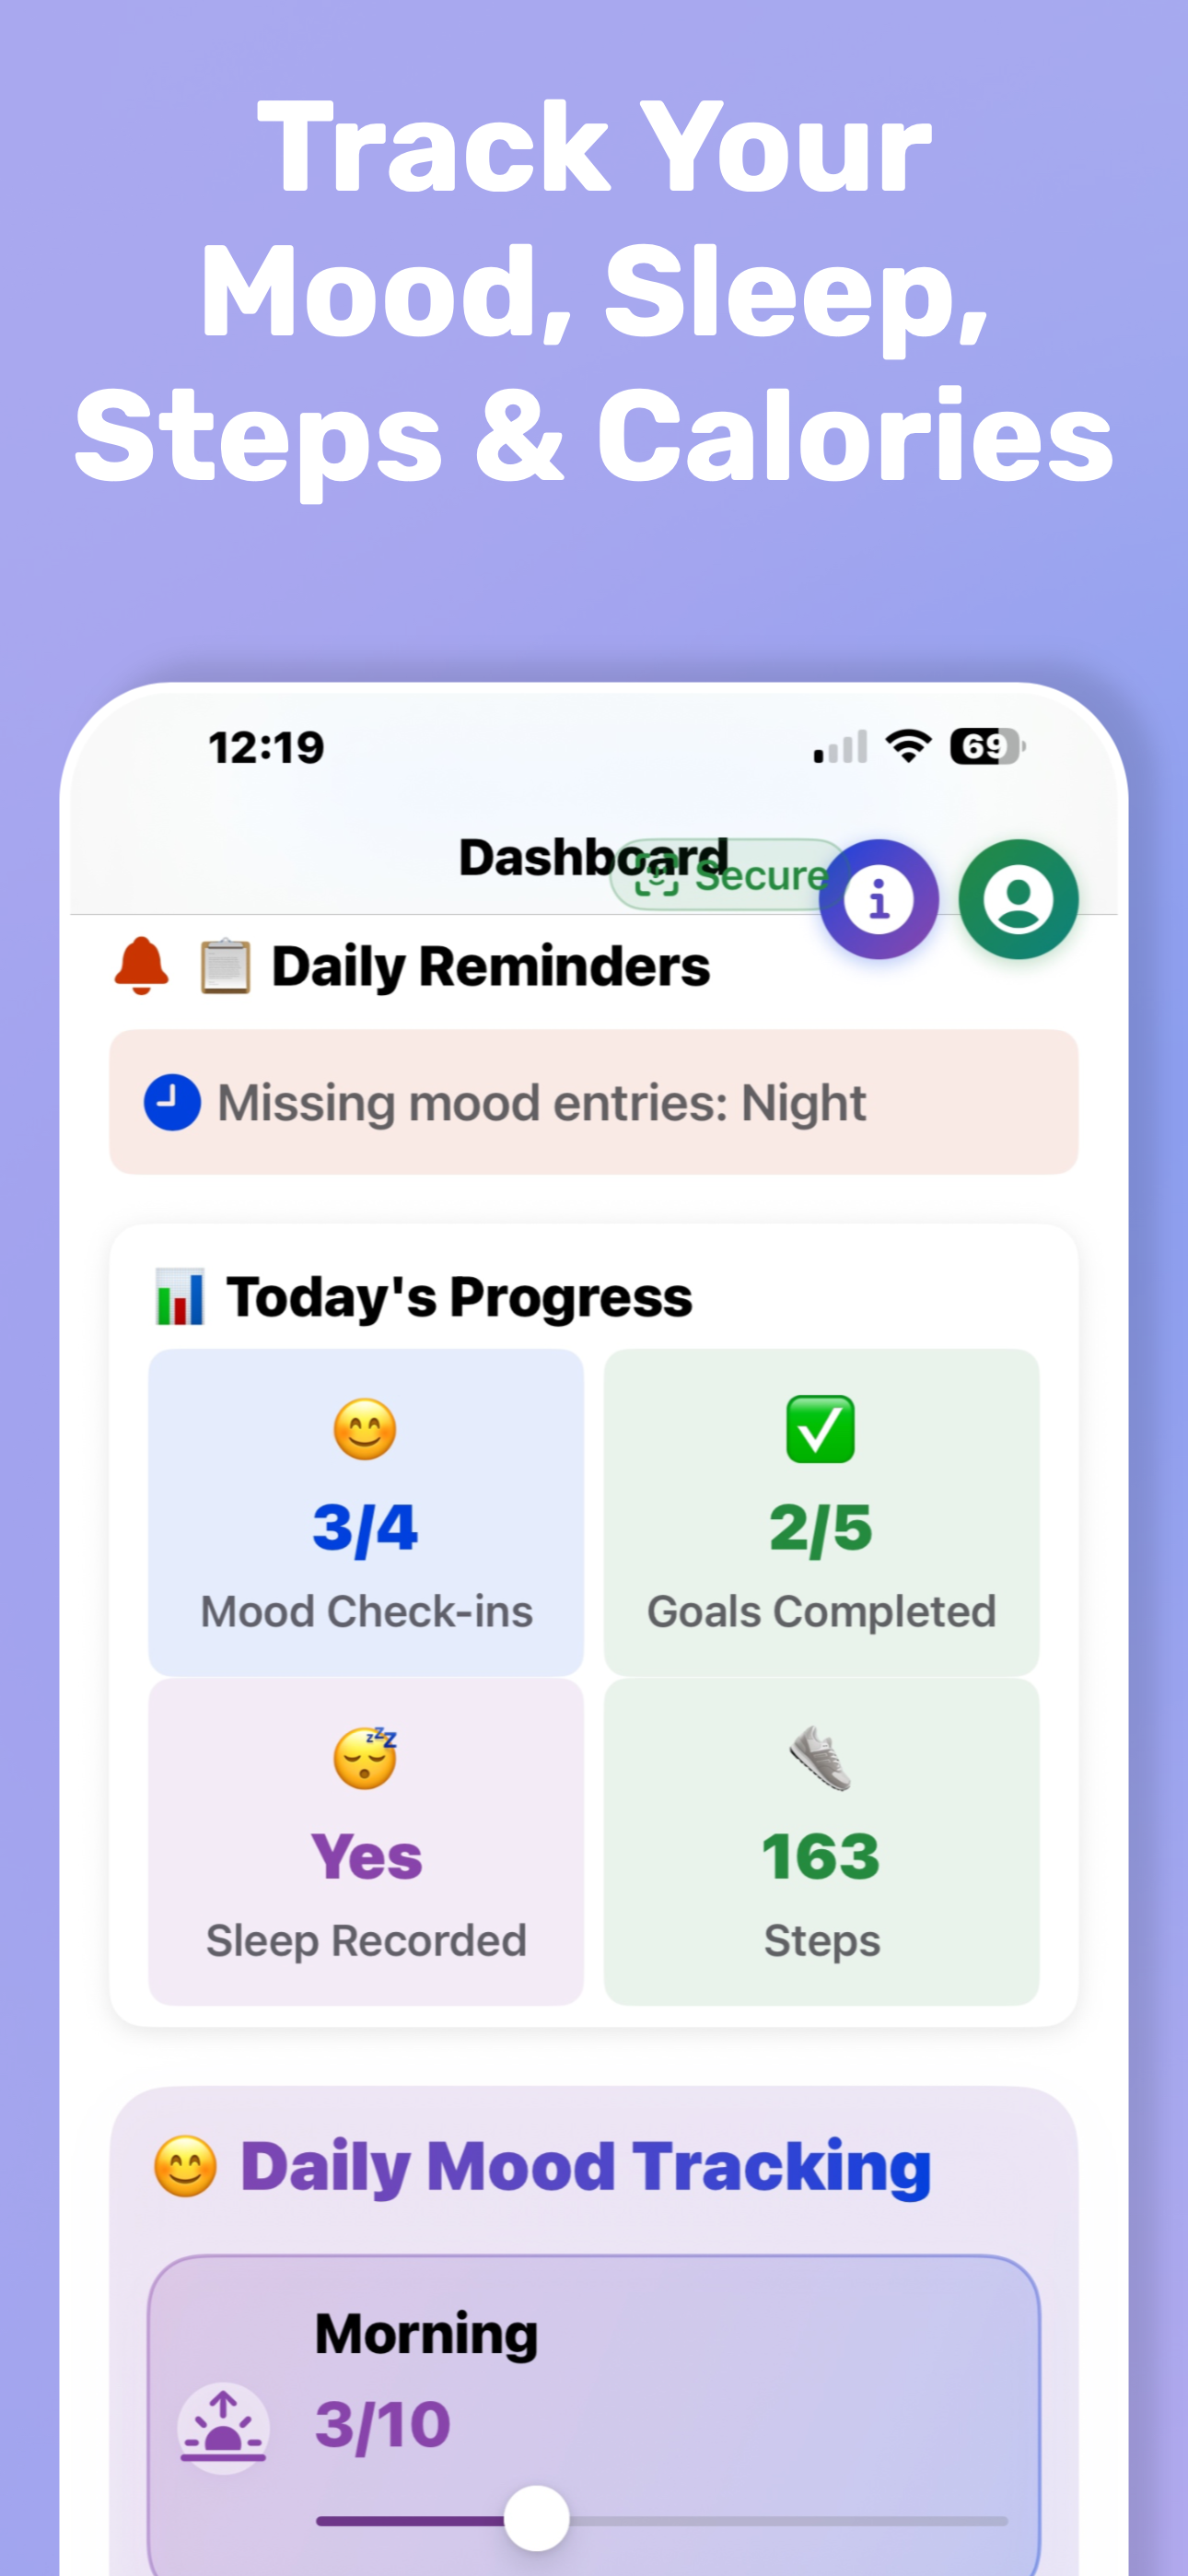 Track Your
Mood, Sleep,
Steps & Calories
12:19
69
Dashboard
Secure
Daily Reminders
Missing mood entries: Night
Today's Progress
3/4
2/5
Mood Check-ins
Goals Completed
Yes
163
Sleep Recorded
Steps
Daily Mood Tracking
Morning
3/10